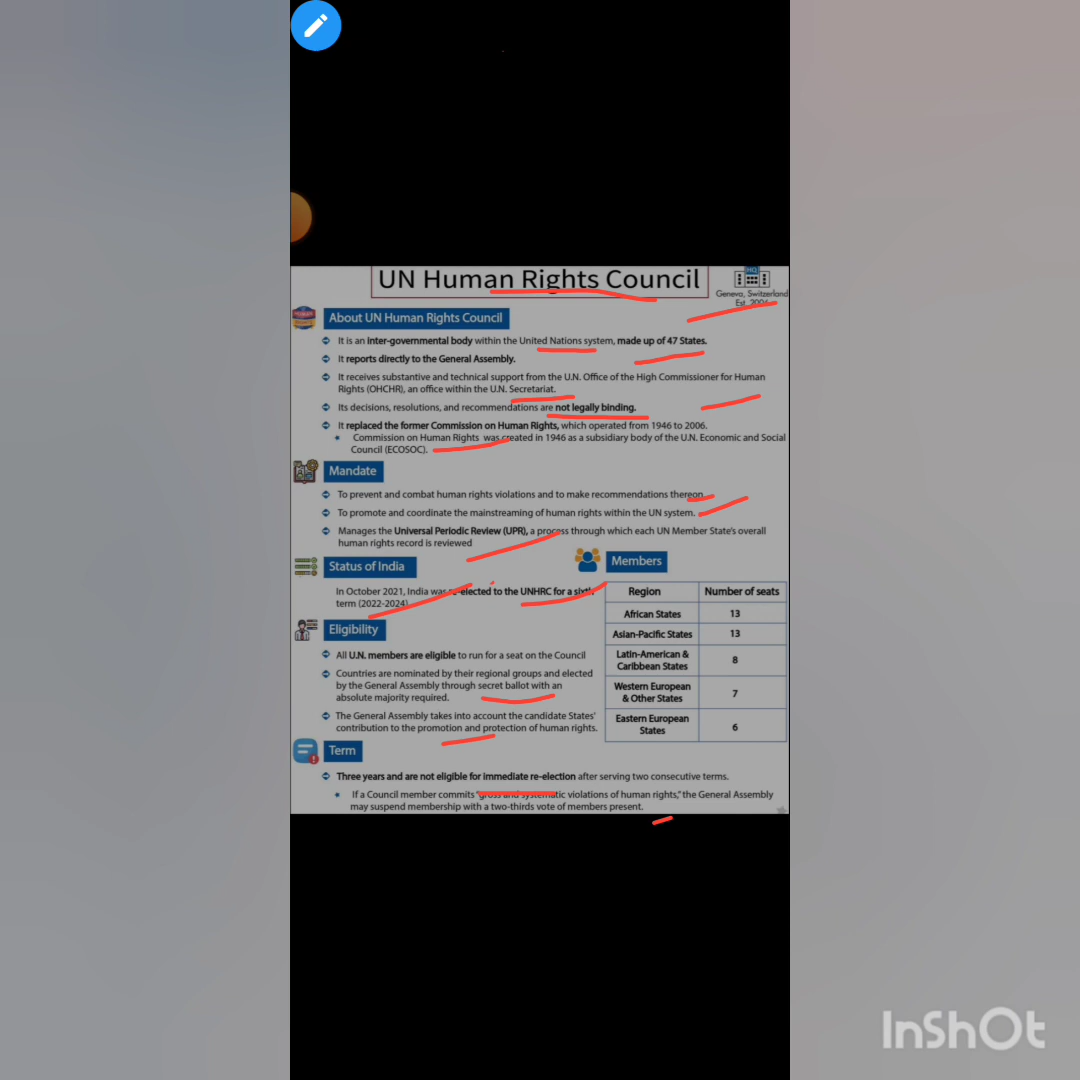 UN Human Rights Council
HQ
Geneva, Switzerland
Est. 2006
About UN Human Rights Council
It is an inter-governmental body within the United Nations system, made up of 47 States.
It reports directly to the General Assembly.
It receives substantive and technical support from the U.N. Office of the High Commissioner for Human
Rights (OHCHR), an office within the U.N. Secretariat.
Its decisions, resolutions, and recommendations are not legally binding.
It replaced the former Commission on Human Rights, which operated from 1946 to 2006.
Commission on Human Rights was created in 1946 as a subsidiary body of the U.N. Economic and Social
Council (ECOSOC).
Mandate
To prevent and combat human rights violations and to make recommendations thereon.
To promote and coordinate the mainstreaming of human rights within the UN system.
Manages the Universal Periodic Review (UPR), a process through which each UN Member State's overall
human rights record is reviewed
Status of India
In October 2021, India was re-elected to the UNHRC for a sixth
term (2022-2024)
Members
Region Number of seats
African States 13
Asian-Pacific States 13
Latin-American &
Caribbean States 8
Western European
& Other States 7
Eastern European
States 6
Eligibility
All U.N. members are eligible to run for a seat on the Council
Countries are nominated by their regional groups and elected
by the General Assembly through secret ballot with an
absolute majority required.
The General Assembly takes into account the candidate States'
contribution to the promotion and protection of human rights.
Term
Three years and are not eligible for immediate re-election after serving two consecutive terms.
If a Council member commits "gross and systematic violations of human rights," the General Assembly
may suspend membership with a two-thirds vote of members present.
InShOt